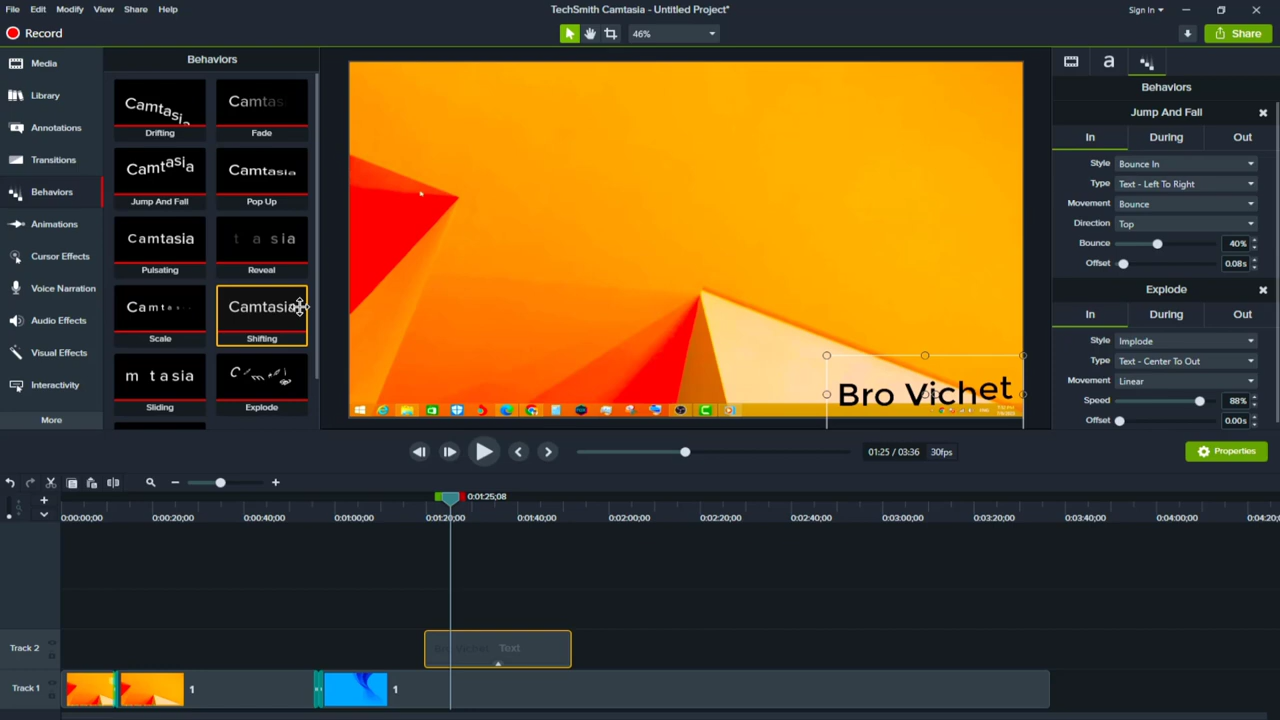 File Edit Modify View Share Help
TechSmith Camtasia - Untitled Project*
Sign In
Record
46%
Share
Media
Library
Annotations
Transitions
Behaviors
Animations
Cursor Effects
Voice Narration
Audio Effects
Visual Effects
Interactivity
More
Behaviors
Camtasia
Drifting
Camtas
Fade
Camtasia
Jump And Fall
Camtasia
Pop Up
Camtasia
Pulsating
t a sia
Reveal
Camtas
Scale
Camtasia
Shifting
m t a s i a
Sliding
Explode
Bro Vichet
a
Behaviors
Jump And Fall
In During Out
Style Bounce In
Type Text - Left To Right
Movement Bounce
Direction Top
Bounce 40%
Offset 0.08s
Explode
In During Out
Style Implode
Type Text - Center To Out
Movement Linear
Speed 88%
Offset 0.00s
01:25 / 03:36 30fps
Properties
0:01:25;08
0:00:00;00 0:00:20;00 0:00:40;00 0:01:00;00 0:01:20;00 0:01:40;00 0:02:00;00 0:02:20;00 0:02:40;00 0:03:00;00 0:03:20;00 0:03:40;00 0:04:00;00 0:04:20;0
Track 2
Bro Vichet Text
Track 1
1
1